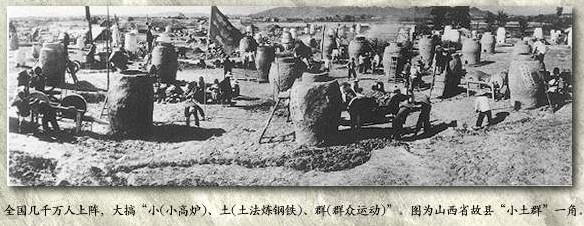 全国几千万人上阵,大搞“小(小高炉)、土(土法炼钢铁)、群(群众运动)”。图为山西省故县“小土群”一角。